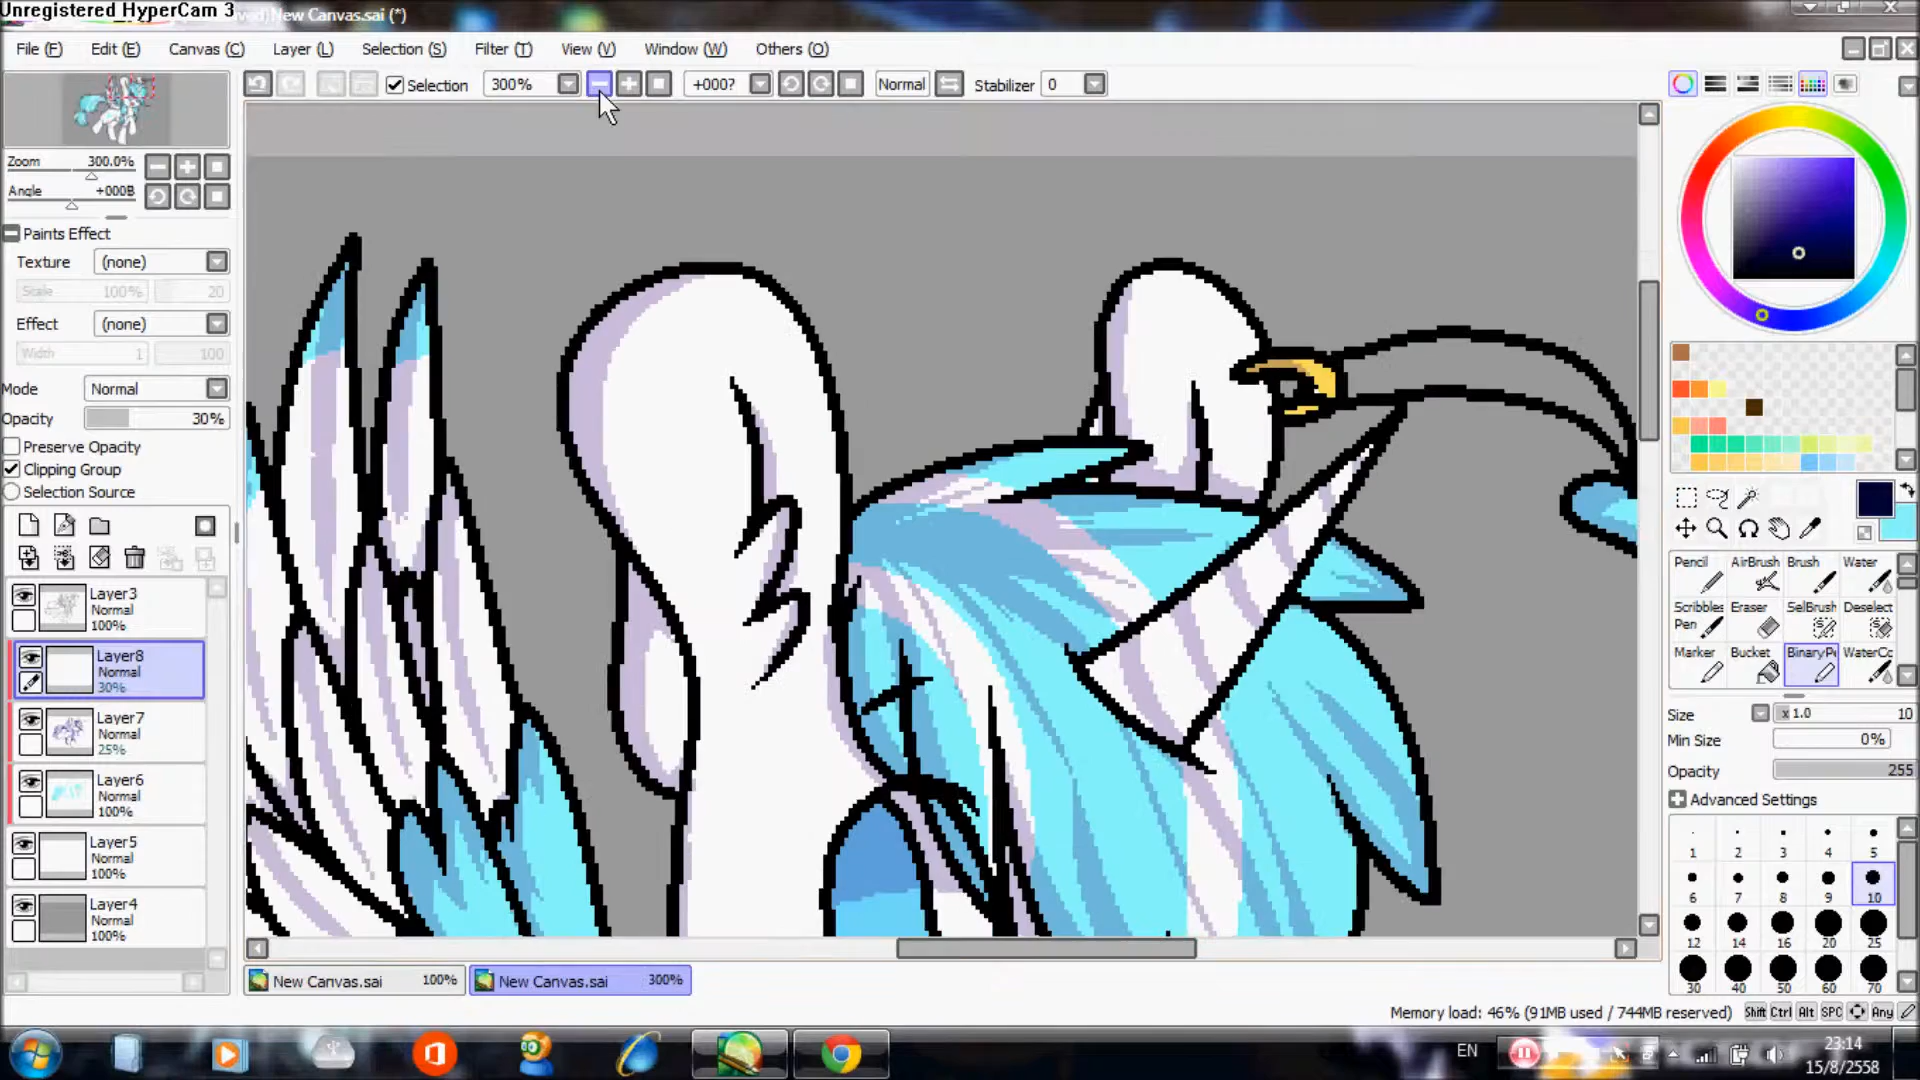 Unregistered HyperCam 3
New Canvas.sai (*)
File (F) Edit (E) Canvas (C) Layer (L) Selection (S) Filter (T) View (V) Window (W) Others (O)
Selection 300% +000? Normal Stabilizer 0
Zoom 300.0%
Angle +000B
Paints Effect
Texture (none)
Scale 100% 20
Effect (none)
Width 1 100
Mode Normal
Opacity 30%
Preserve Opacity
Clipping Group
Selection Source
Layer3
Normal
100%
Layer8
Normal
30%
Layer7
Normal
25%
Layer6
Normal
100%
Layer5
Normal
100%
Layer4
Normal
100%
Pencil AirBrush Brush Water
Scribbles Eraser SelBrush Deselect
Pen
Marker Bucket BinaryPe WaterCo
Size x 1.0 10
Min Size 0%
Opacity 255
Advanced Settings
1 2 3 4 5
6 7 8 9 10
12 14 16 20 25
30 40 50 60 70
New Canvas.sai 100% New Canvas.sai 300%
Memory load: 46% (91MB used / 744MB reserved) Shift Ctrl Alt SPC Any
EN 23:14
15/8/2558